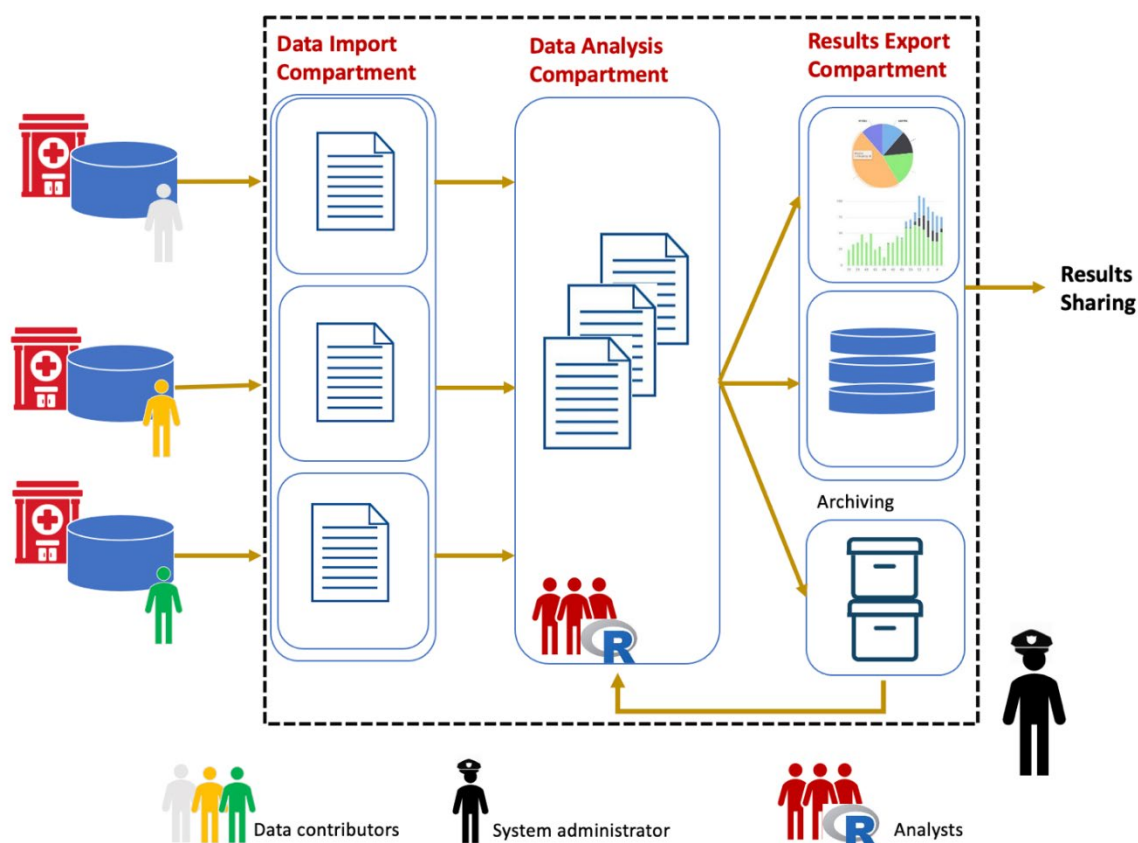 Data Import
Compartment
Data Analysis
Compartment
Results Export
Compartment
Results
Sharing
Archiving
R
Data contributors
System administrator
R
Analysts